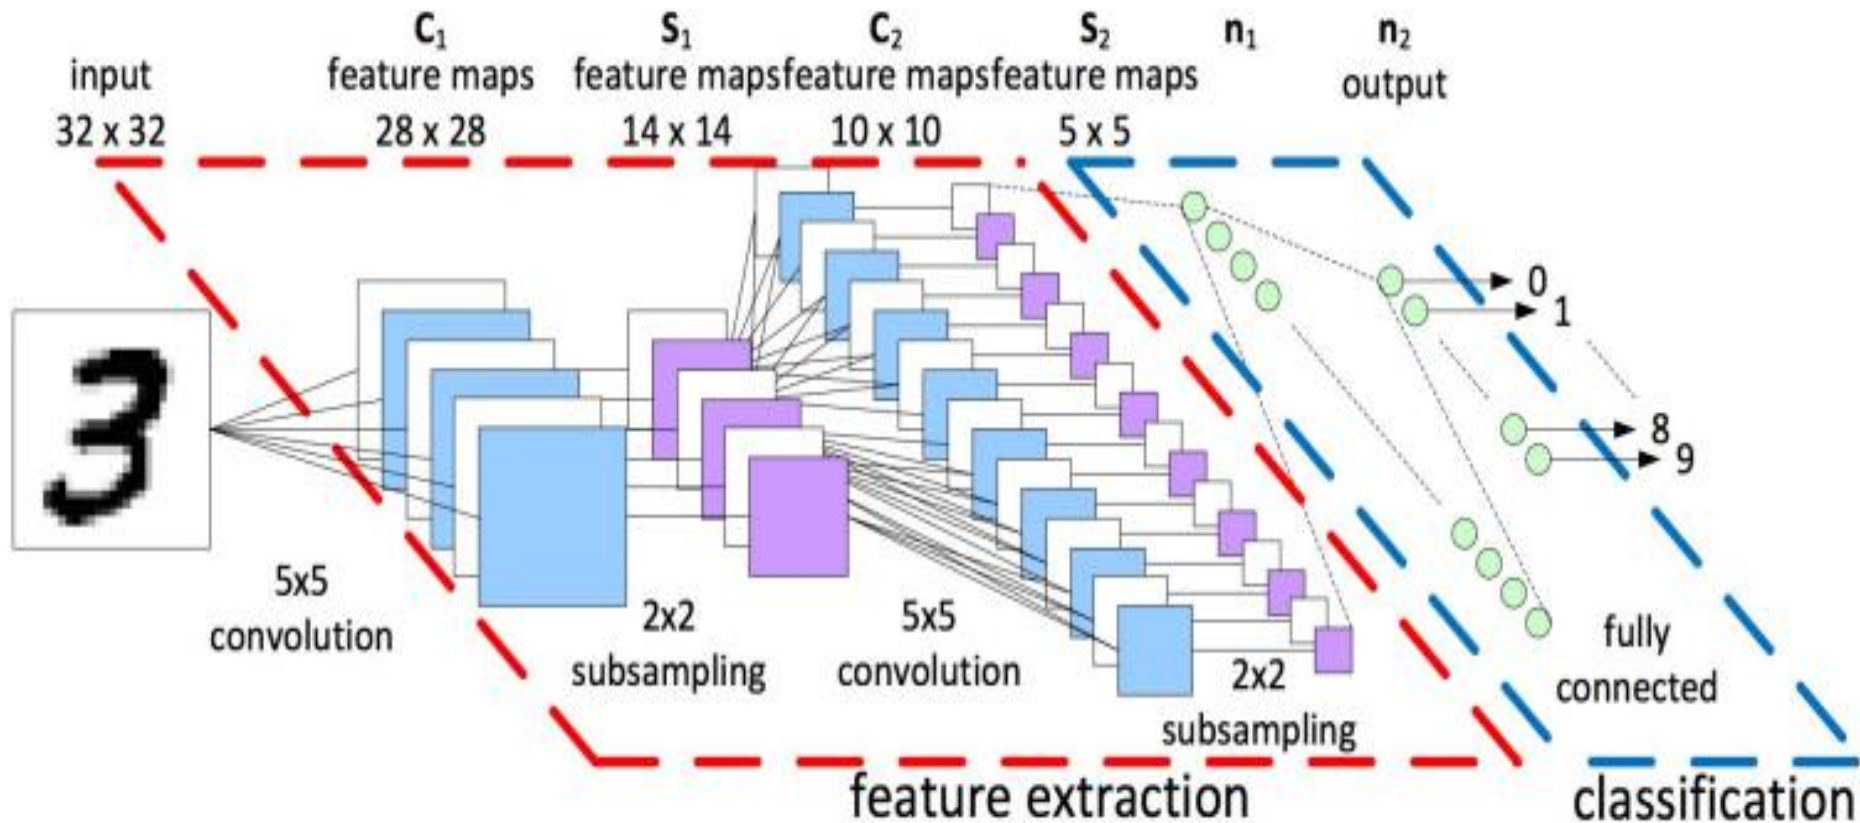 input
32 x 32
C₁
feature maps
28 x 28
S₁
feature maps
14 x 14
C₂
feature maps
10 x 10
S₂
feature maps
5 x 5
n₁
n₂
output
3
0
1
8
9
5x5
convolution
2x2
subsampling
5x5
convolution
2x2
subsampling
fully
connected
feature extraction
classification